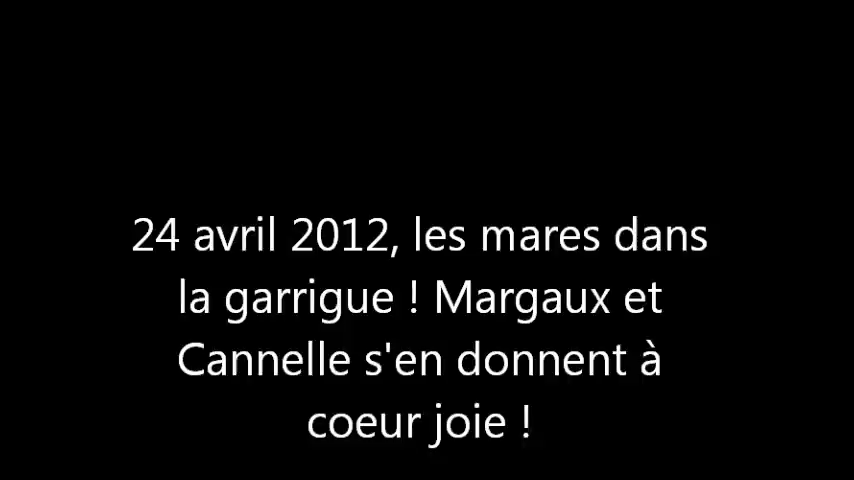 24 avril 2012, les mares dans
la garrigue ! Margaux et
Cannelle s'en donnent à
coeur joie !